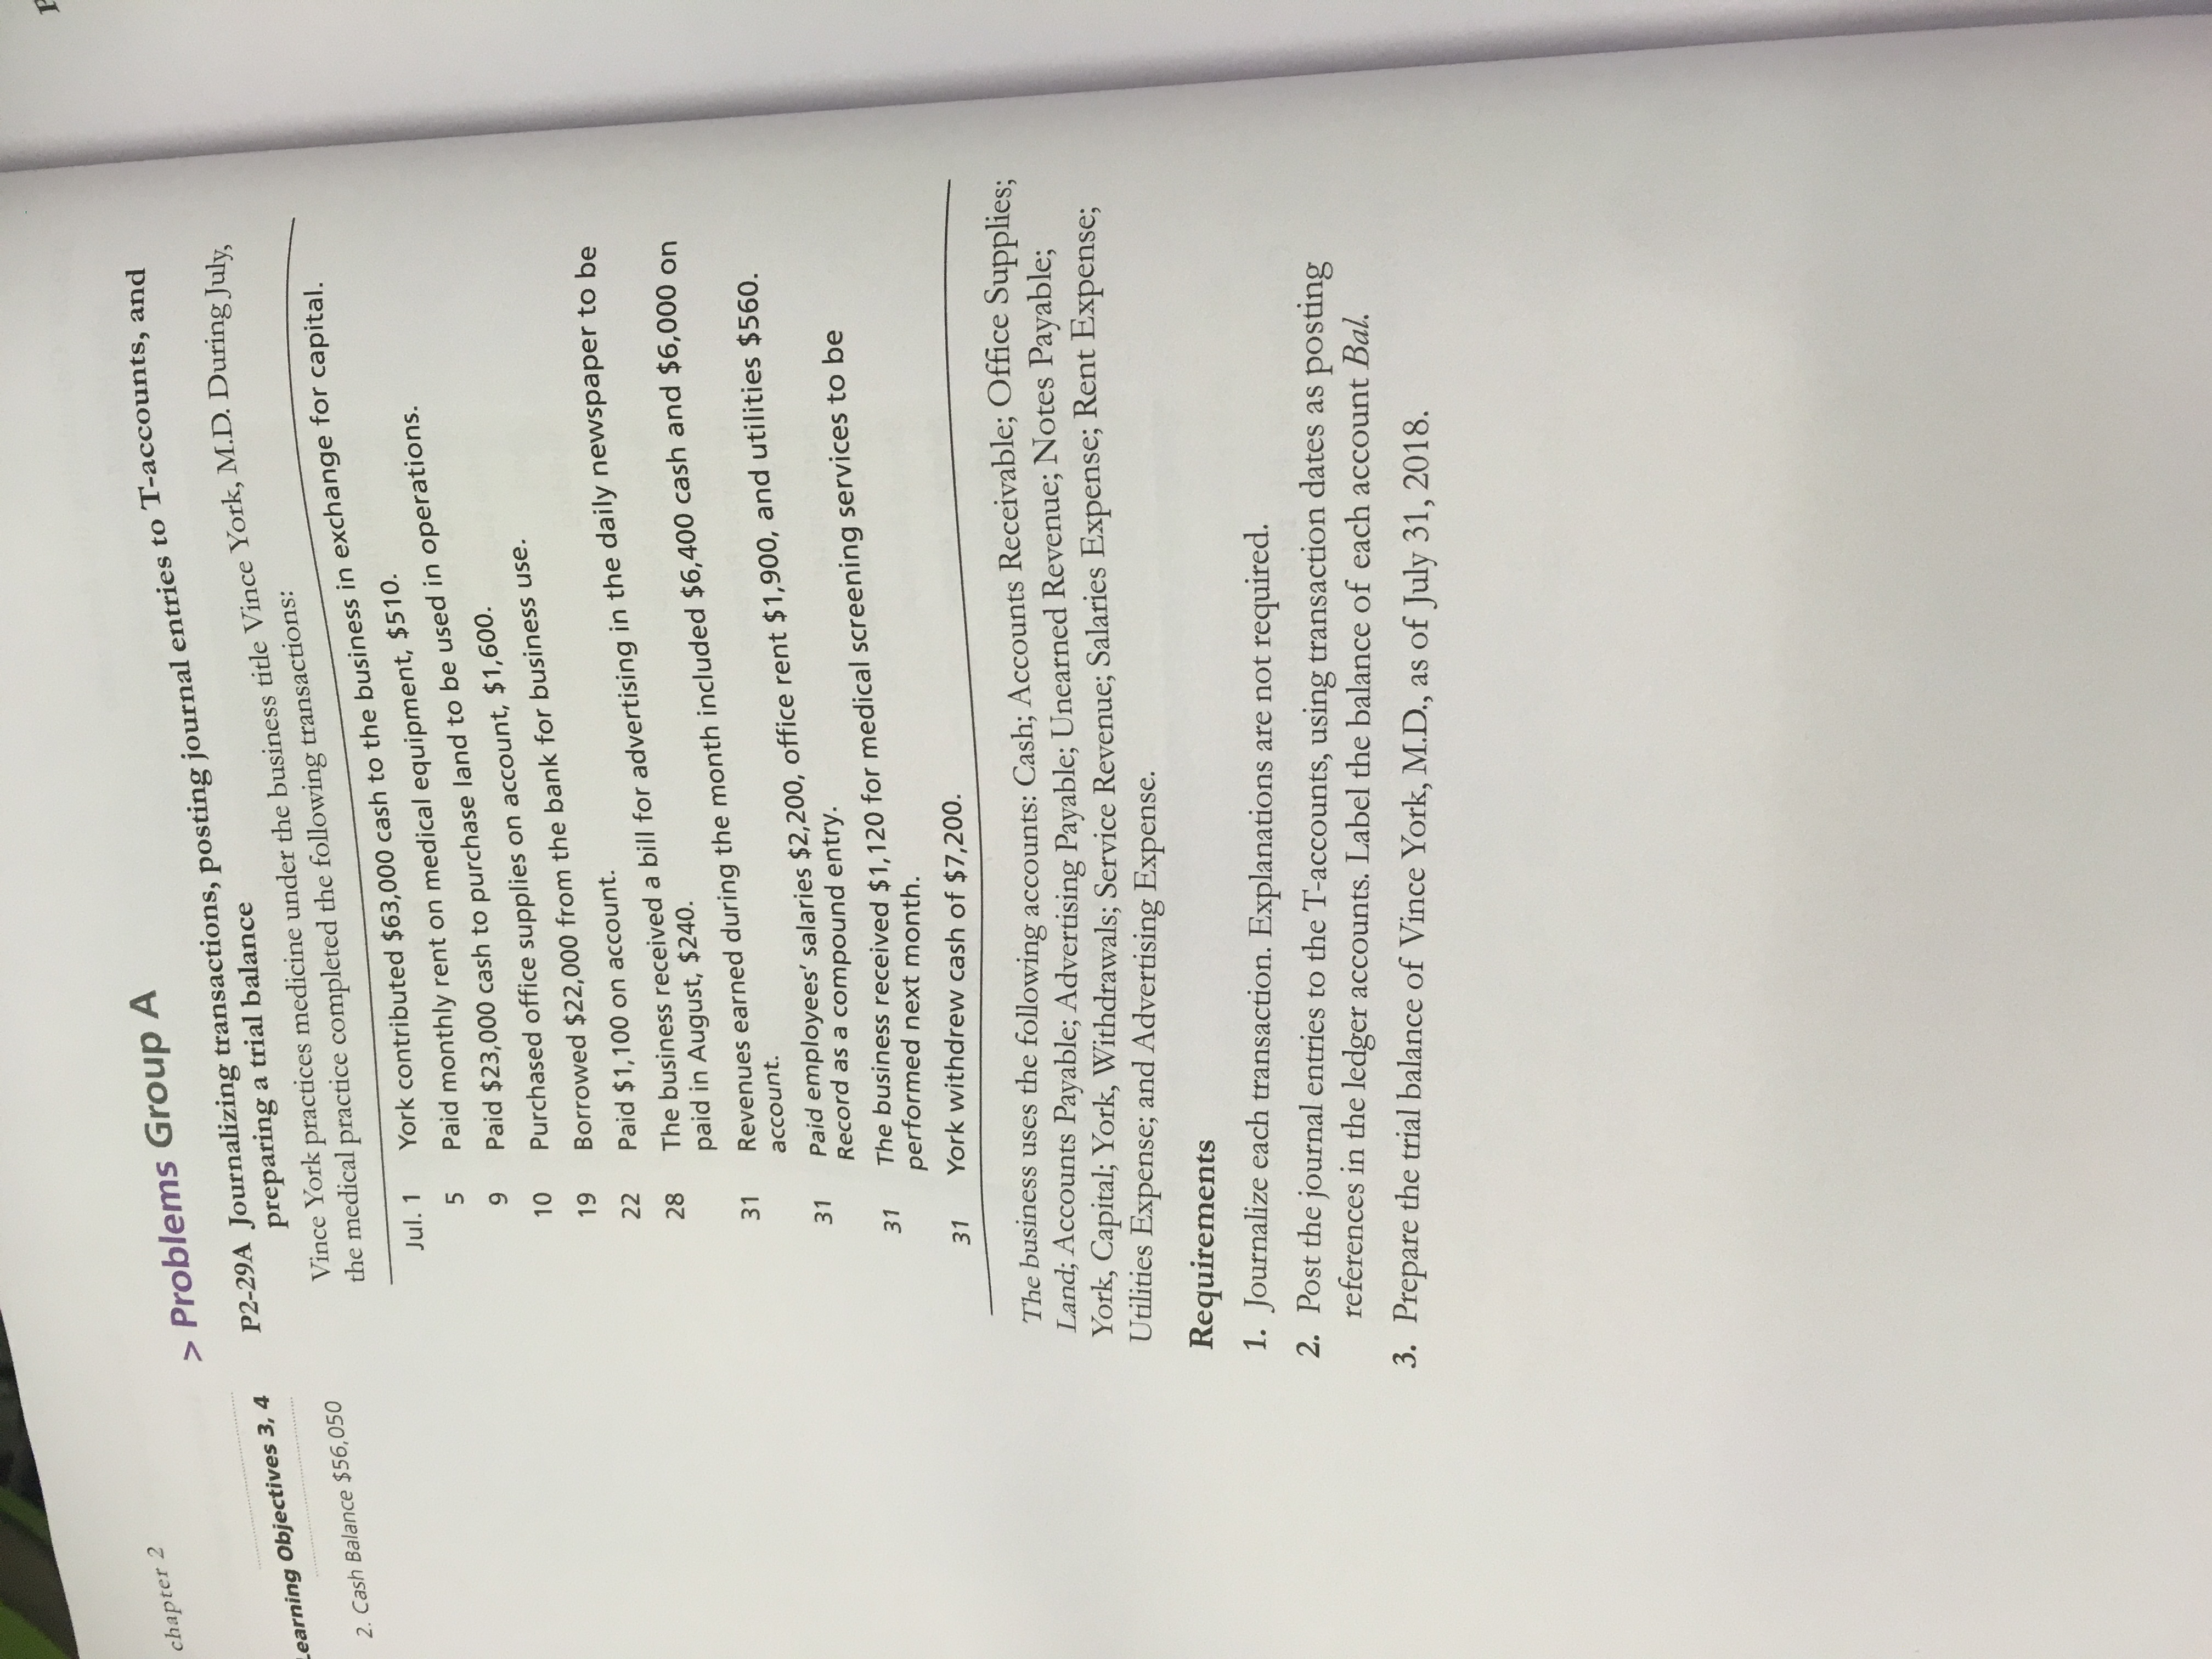 chapter 2
> Problems Group A
Learning Objectives 3, 4
2. Cash Balance $56,050
P2-29A Journalizing transactions, posting journal entries to T-accounts, and
preparing a trial balance
Vince York practices medicine under the business title Vince York, M.D. During July,
the medical practice completed the following transactions:
Jul. 1 York contributed $63,000 cash to the business in exchange for capital.
5 Paid monthly rent on medical equipment, $510.
9 Paid $23,000 cash to purchase land to be used in operations.
10 Purchased office supplies on account, $1,600.
19 Borrowed $22,000 from the bank for business use.
22 Paid $1,100 on account.
28 The business received a bill for advertising in the daily newspaper to be
paid in August, $240.
31 Revenues earned during the month included $6,400 cash and $6,000 on
account.
31 Paid employees' salaries $2,200, office rent $1,900, and utilities $560.
Record as a compound entry.
31 The business received $1,120 for medical screening services to be
performed next month.
31 York withdrew cash of $7,200.
The business uses the following accounts: Cash; Accounts Receivable; Office Supplies;
Land; Accounts Payable; Advertising Payable; Unearned Revenue; Notes Payable;
York, Capital; York, Withdrawals; Service Revenue; Salaries Expense; Rent Expense;
Utilities Expense; and Advertising Expense.
Requirements
1. Journalize each transaction. Explanations are not required.
2. Post the journal entries to the T-accounts, using transaction dates as posting
references in the ledger accounts. Label the balance of each account Bal.
3. Prepare the trial balance of Vince York, M.D., as of July 31, 2018.